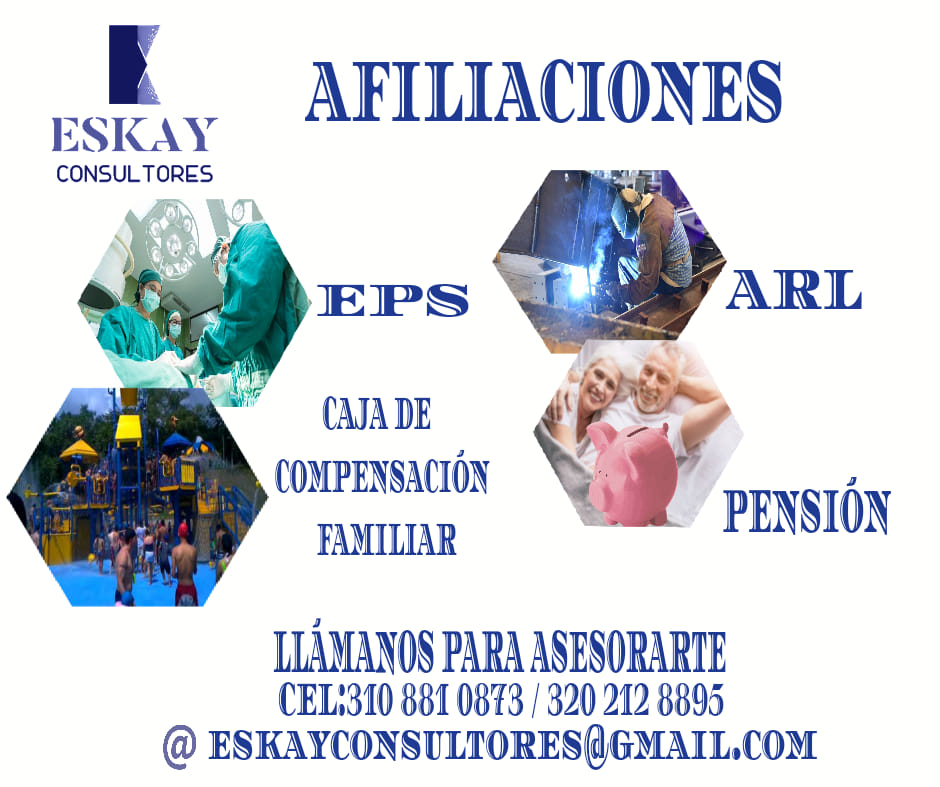 ESKAY
CONSULTORES
AFILIACIONES
EPS
ARL
CAJA DE
COMPENSACIÓN
FAMILIAR
PENSIÓN
LLÁMANOS PARA ASESORARTE
CEL:310 881 0873 / 320 212 8895
@ ESKAYCONSULTORES@GMAIL.COM